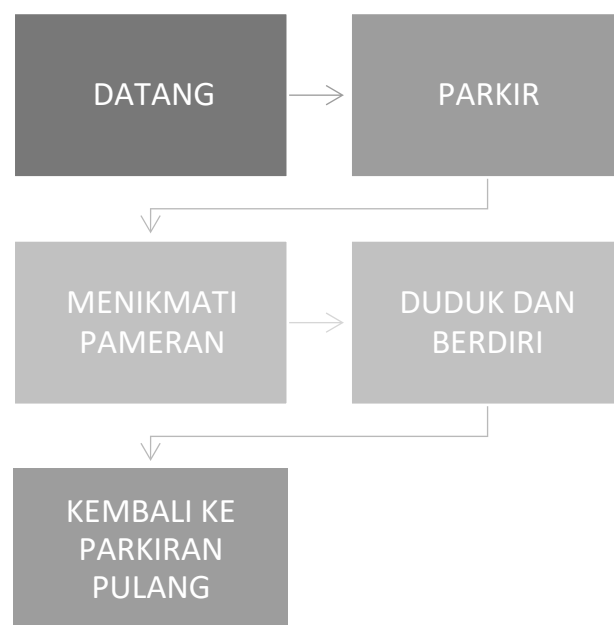 DATANG
PARKIR
MENIKMATI
PAMERAN
DUDUK DAN
BERDIRI
KEMBALI KE
PARKIRAN
PULANG